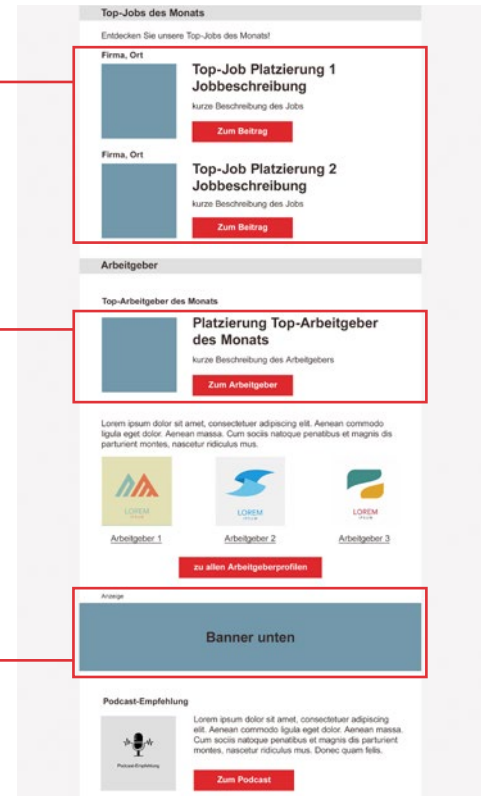 Top-Jobs des Monats
Entdecken Sie unsere Top-Jobs des Monats!
Firma, Ort
Top-Job Platzierung 1
Jobbeschreibung
kurze Beschreibung des Jobs
Zum Beitrag
Firma, Ort
Top-Job Platzierung 2
Jobbeschreibung
kurze Beschreibung des Jobs
Zum Beitrag
Arbeitgeber
Top-Arbeitgeber des Monats
Platzierung Top-Arbeitgeber
des Monats
kurze Beschreibung des Arbeitgebers
Zum Arbeitgeber
Lorem ipsum dolor sit amet, consectetuer adipiscing elit. Aenean commodo
ligula eget dolor. Aenean massa. Cum sociis natoque penatibus et magnis dis
parturient montes, nascetur ridiculus mus.
LOREM
IPSUM
LOREM
IPSUM
LOREM
IPSUM
Arbeitgeber 1
Arbeitgeber 2
Arbeitgeber 3
zu allen Arbeitgeberprofilen
Anzeige
Banner unten
Podcast-Empfehlung
Lorem ipsum dolor sit amet, consectetuer adipiscing
elit. Aenean commodo ligula eget dolor. Aenean massa.
Cum sociis natoque penatibus et magnis dis parturient
montes, nascetur ridiculus mus. Donec quam felis.
Podcast-Empfehlung
Zum Podcast